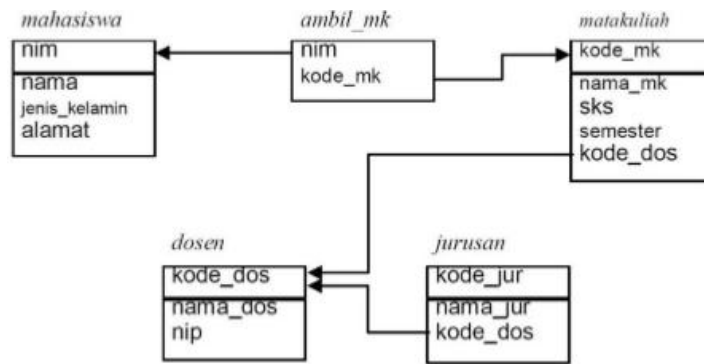 mahasiswa
nim
nama
jenis_kelamin
alamat
ambil_mk
nim
kode_mk
matakuliah
kode_mk
nama_mk
sks
semester
kode_dos
dosen
kode_dos
nama_dos
nip
jurusan
kode_jur
nama_jur
kode_dos